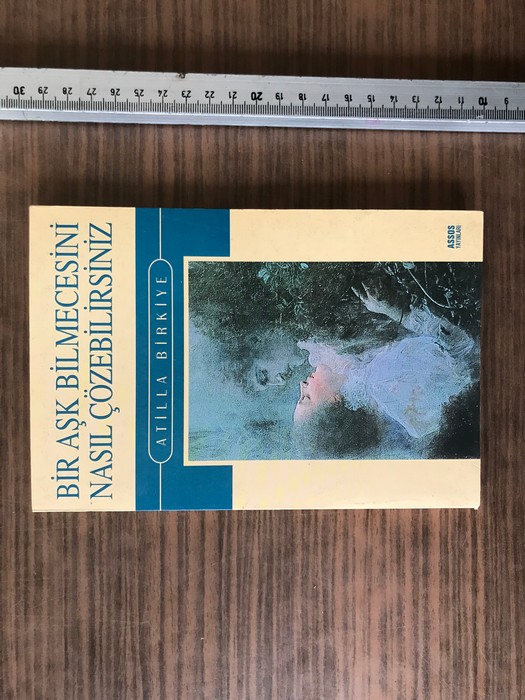 BİR AŞK BİLMECESİNİ
NASIL ÇÖZEBİLİRSİNİZ
ATİLLA BİRKİYE
ASSOS
YAYINLARI
30 29 28 27 26 25 24 23 22 21 20 19 18 17 16 15 14 13 12 11 10 9